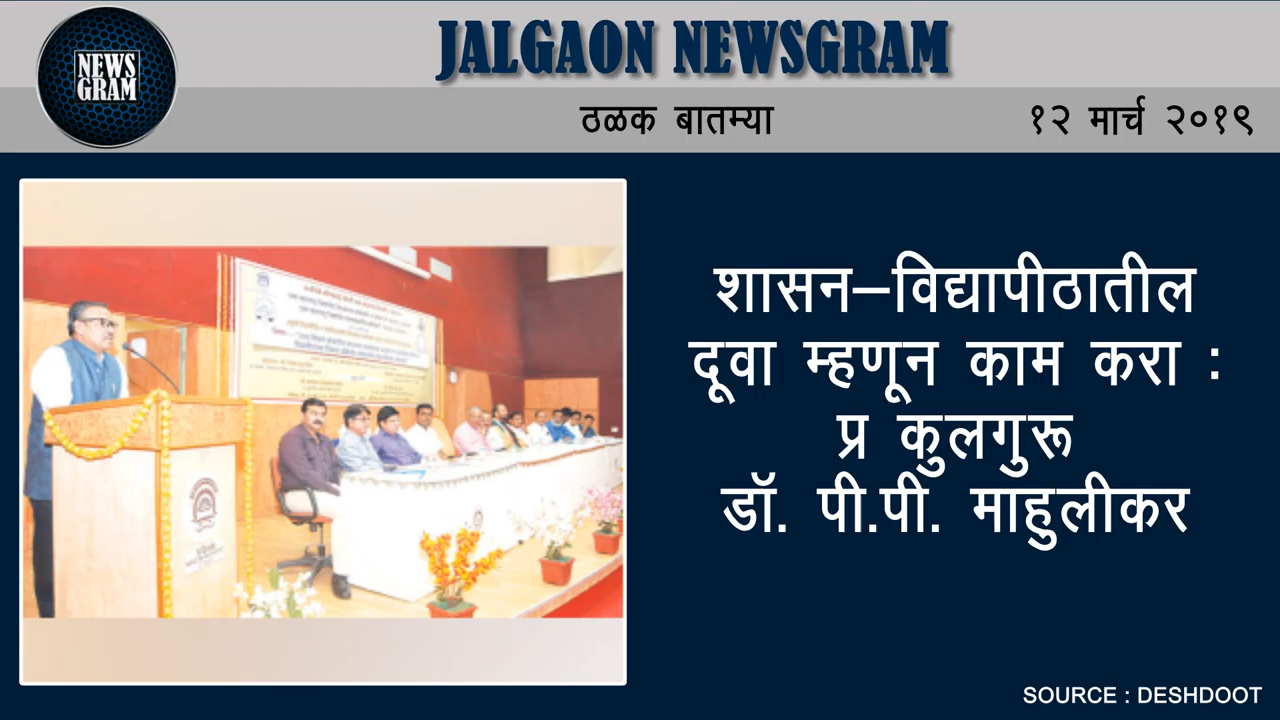 NEWS
GRAM
JALGAON NEWSGRAM
ठळक बातम्या
१२ मार्च २०१९
शासन–विद्यापीठातील
दूवा म्हणून काम करा :
प्र कुलगुरू
डॉ. पी.पी. माहुलीकर
SOURCE : DESHDOOT